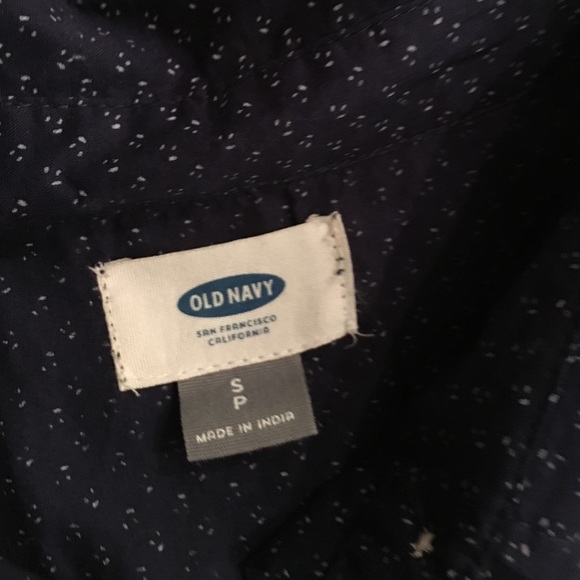 OLD NAVY
SAN FRANCISCO
CALIFORNIA
S
P
MADE IN INDIA